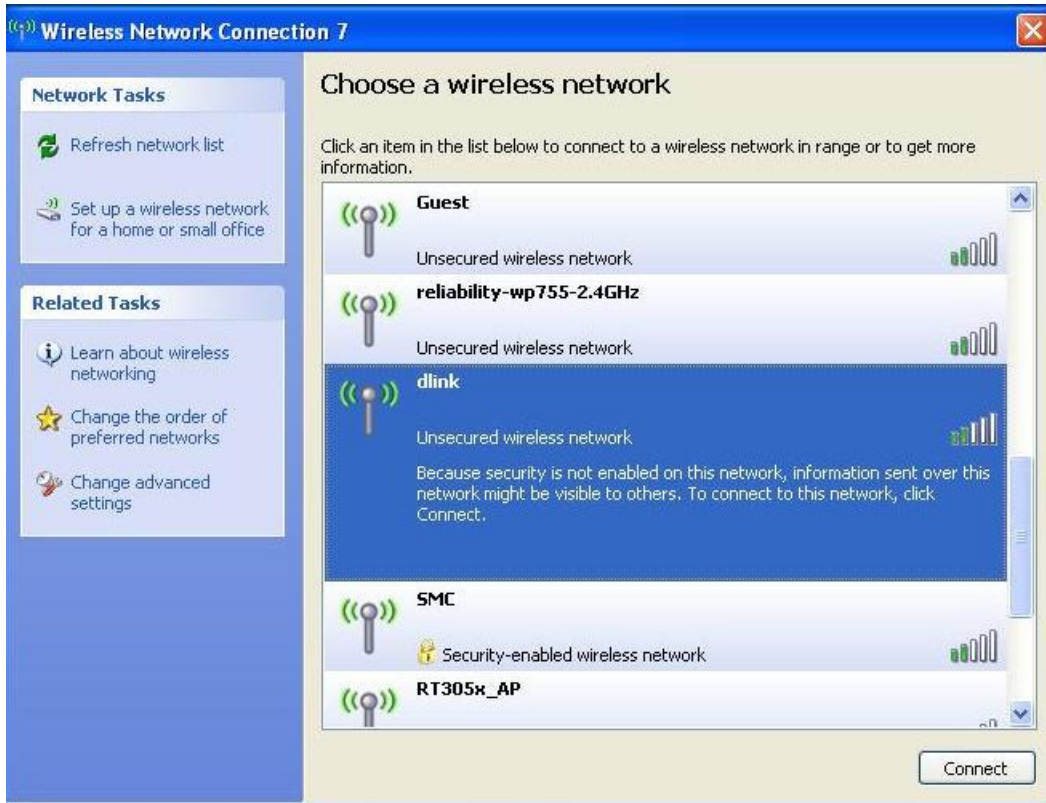 Wireless Network Connection 7
Network Tasks
Refresh network list
Set up a wireless network
for a home or small office
Related Tasks
Learn about wireless
networking
Change the order of
preferred networks
Change advanced
settings
Choose a wireless network
Click an item in the list below to connect to a wireless network in range or to get more
information.
Guest
Unsecured wireless network
reliability-wp755-2.4GHz
Unsecured wireless network
dlink
Unsecured wireless network
Because security is not enabled on this network, information sent over this
network might be visible to others. To connect to this network, click
Connect.
SMC
Security-enabled wireless network
RT305x_AP
Connect